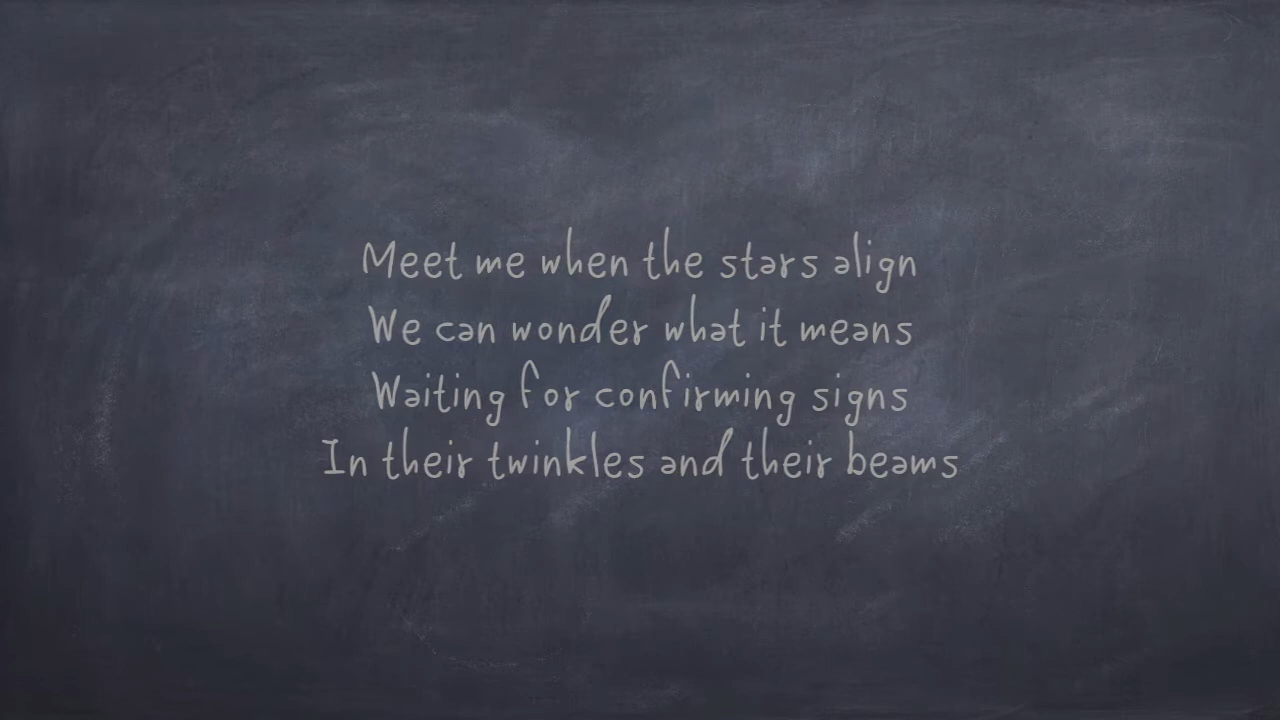 Meet me when the stars align
We can wonder what it means
Waiting for confirming signs
In their twinkles and their beams